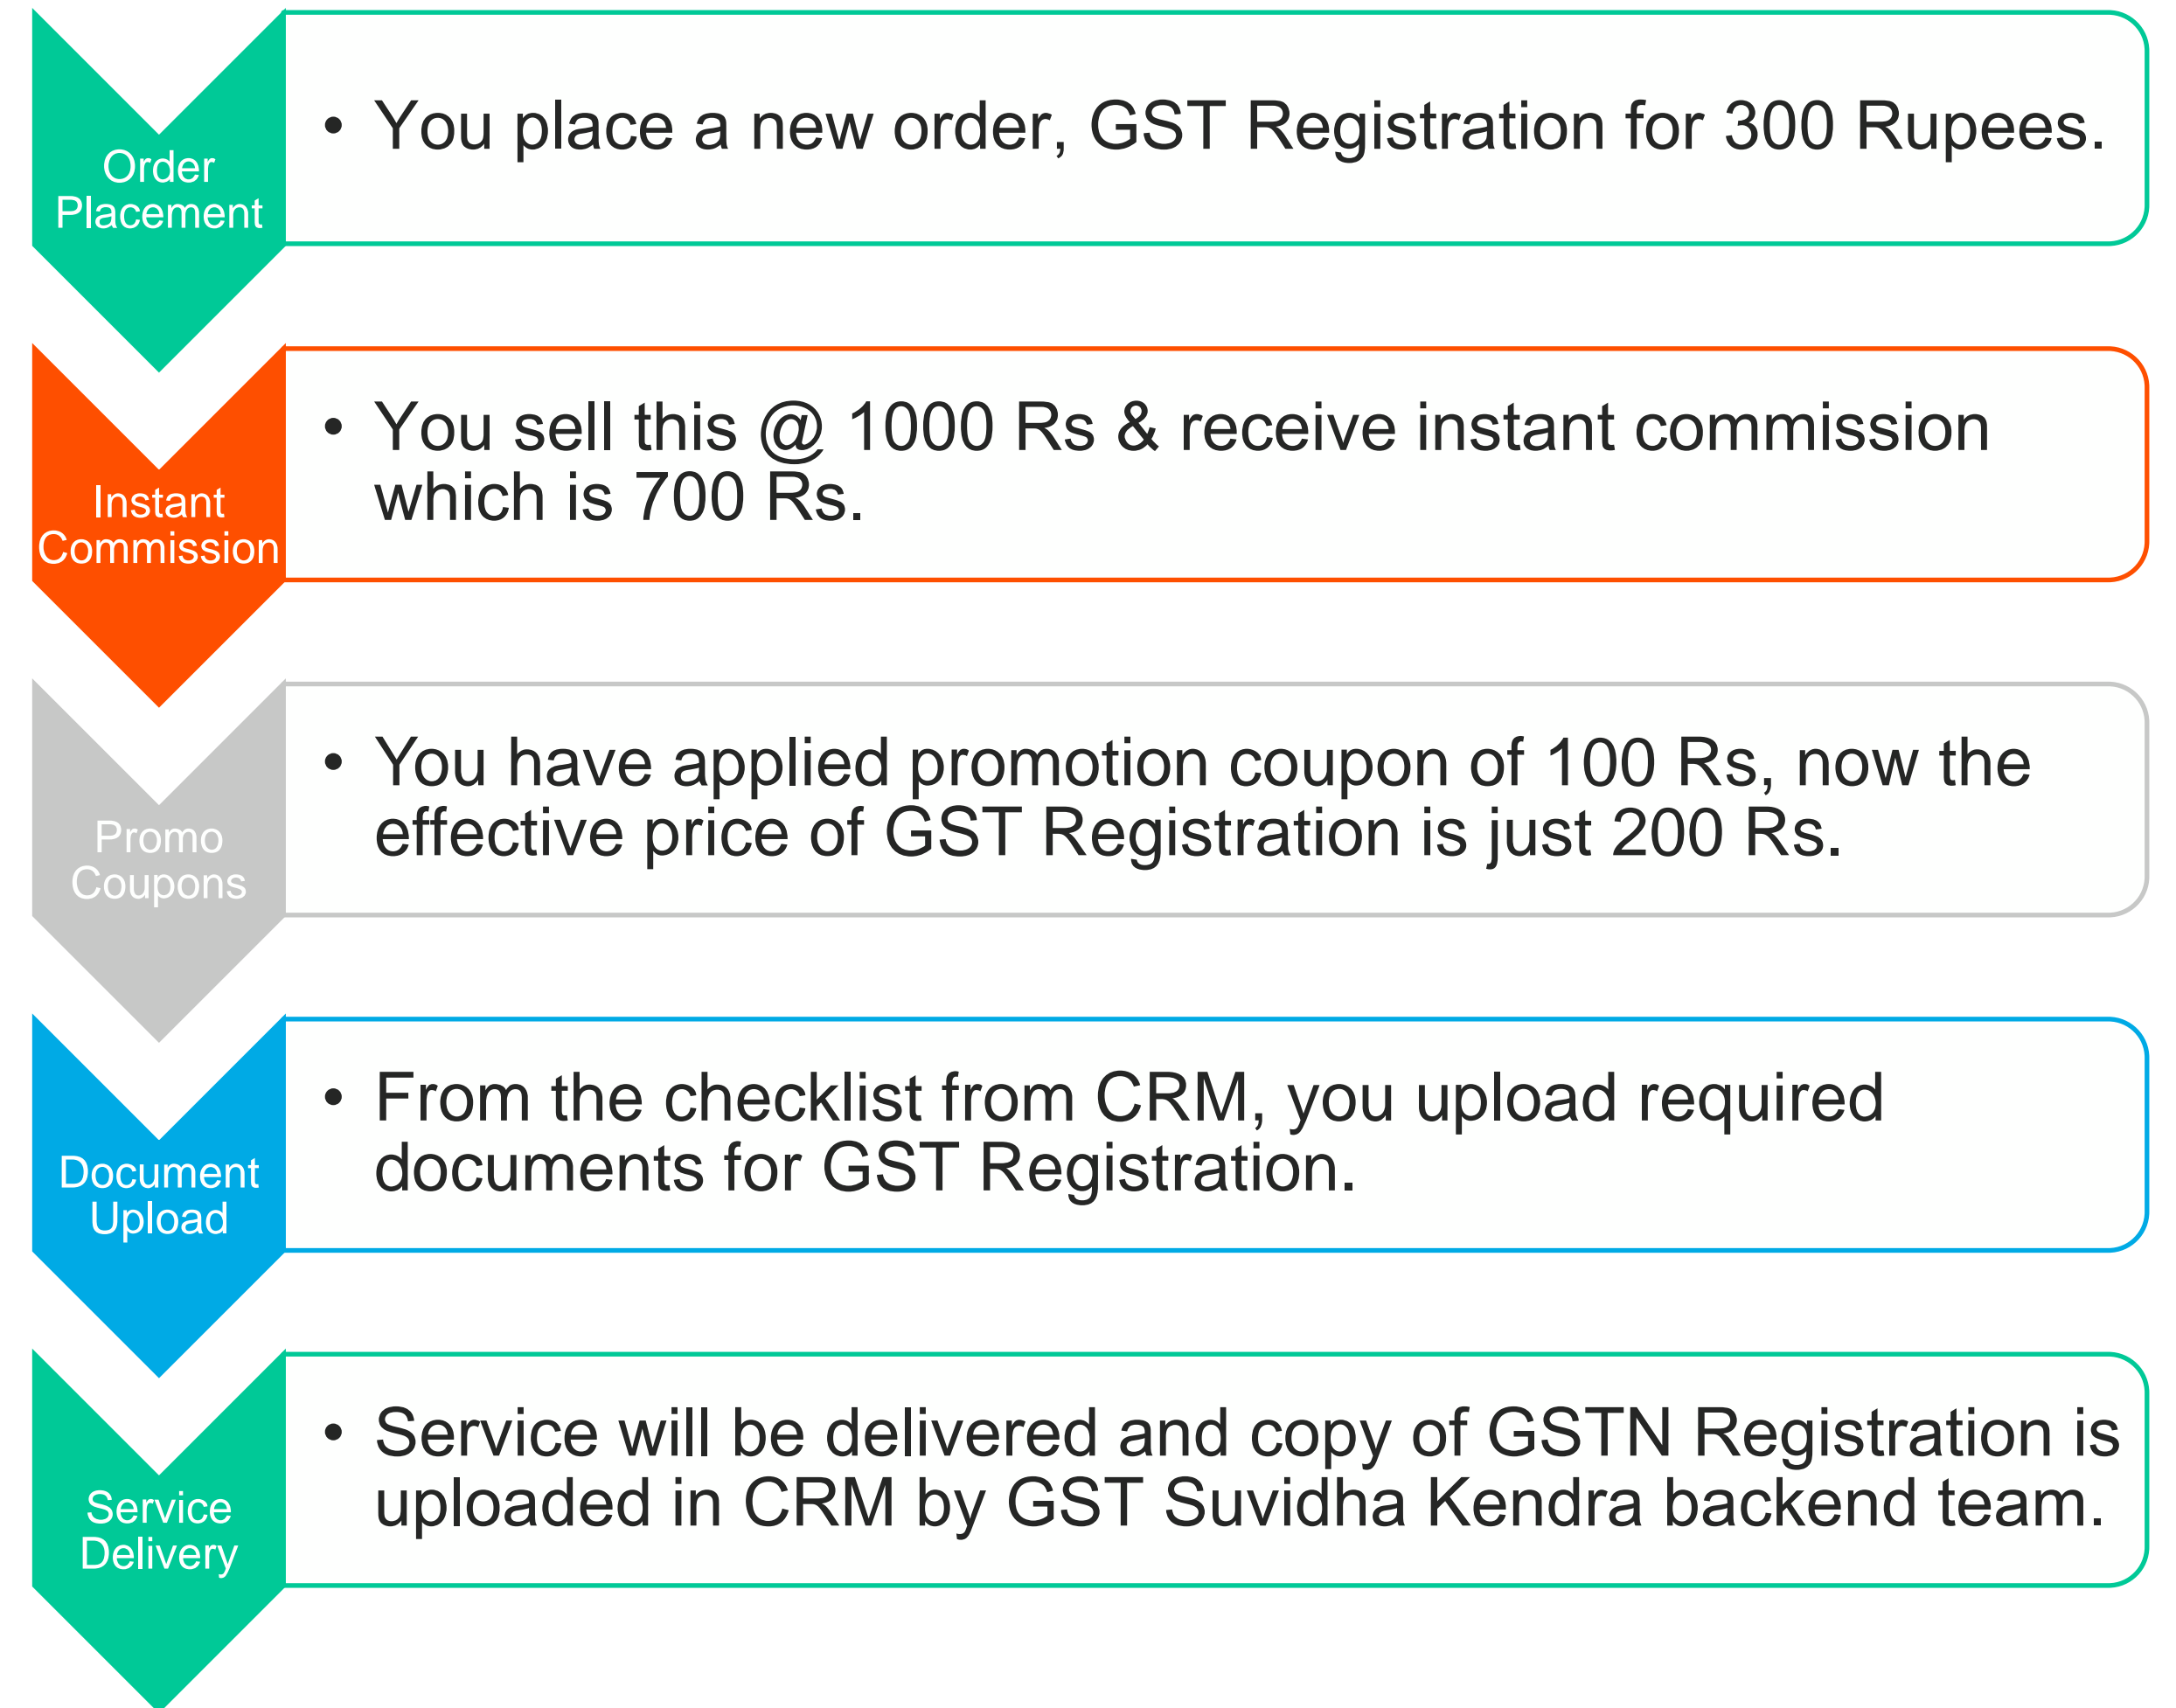 Order
Placement
• You place a new order, GST Registration for 300 Rupees.
Instant
Commission
• You sell this @ 1000 Rs & receive instant commission
which is 700 Rs.
Promo
Coupons
• You have applied promotion coupon of 100 Rs, now the
effective price of GST Registration is just 200 Rs.
Document
Upload
• From the checklist from CRM, you upload required
documents for GST Registration.
Service
Delivery
• Service will be delivered and copy of GSTN Registration is
uploaded in CRM by GST Suvidha Kendra backend team.